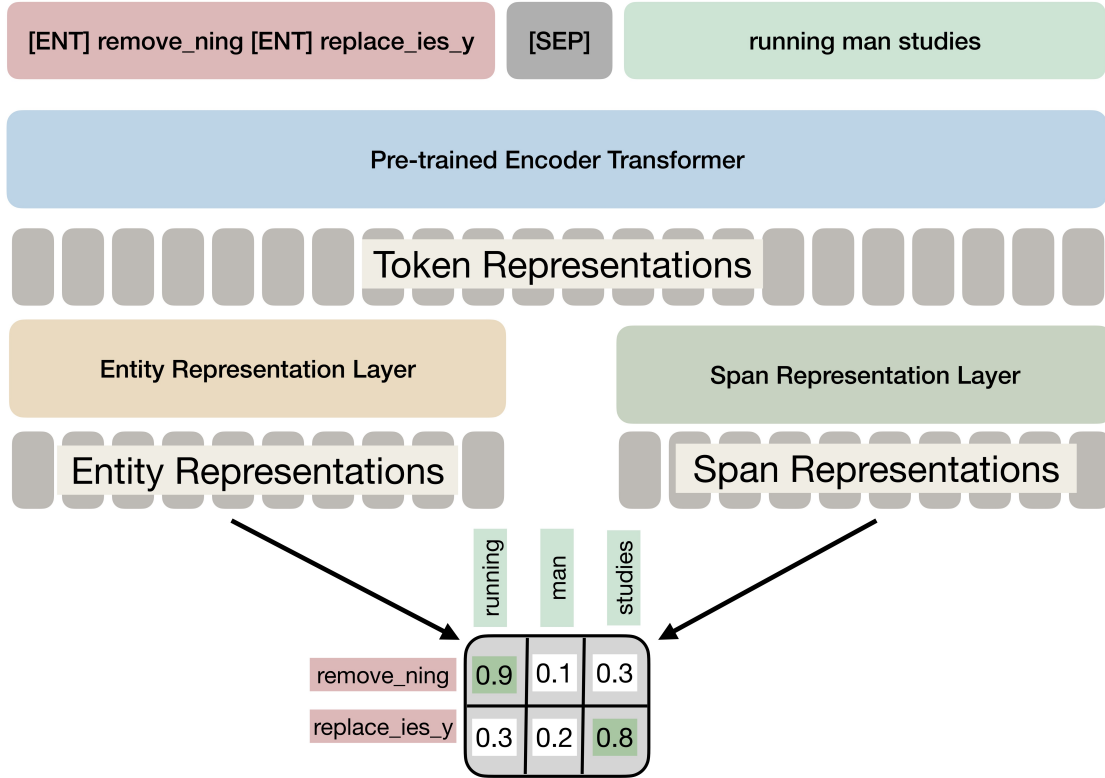 [ENT] remove_ning [ENT] replace_ies_y
[SEP]
running man studies
Pre-trained Encoder Transformer
Token Representations
Entity Representation Layer
Span Representation Layer
Entity Representations
Span Representations
running
man
studies
remove_ning
0.9
0.1
0.3
replace_ies_y
0.3
0.2
0.8